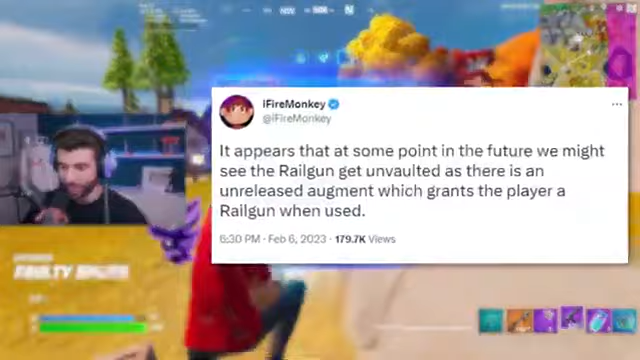 iFireMonkey
@iFireMonkey
It appears that at some point in the future we might
see the Railgun get unvaulted as there is an
unreleased augment which grants the player a
Railgun when used.
6:30 PM · Feb 6, 2023 · 179.7K Views